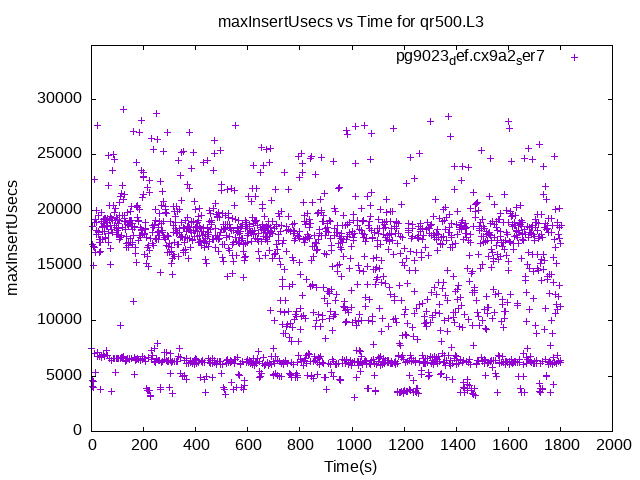 maxInsertUsecs vs Time for qr500.L3
pg9023def.cx9a2ser7
maxInsertUsecs
30000
25000
20000
15000
10000
5000
0
0 200 400 600 800 1000 1200 1400 1600 1800 2000
Time(s)